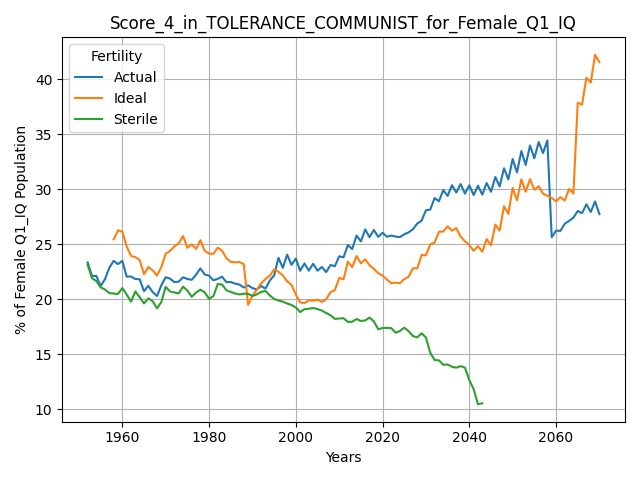 Score_4_in_TOLERANCE_COMMUNIST_for_Female_Q1_IQ
Fertility
Actual
Ideal
Sterile
% of Female Q1_IQ Population
40
35
30
25
20
15
10
1960
1980
2000
2020
2040
2060
Years